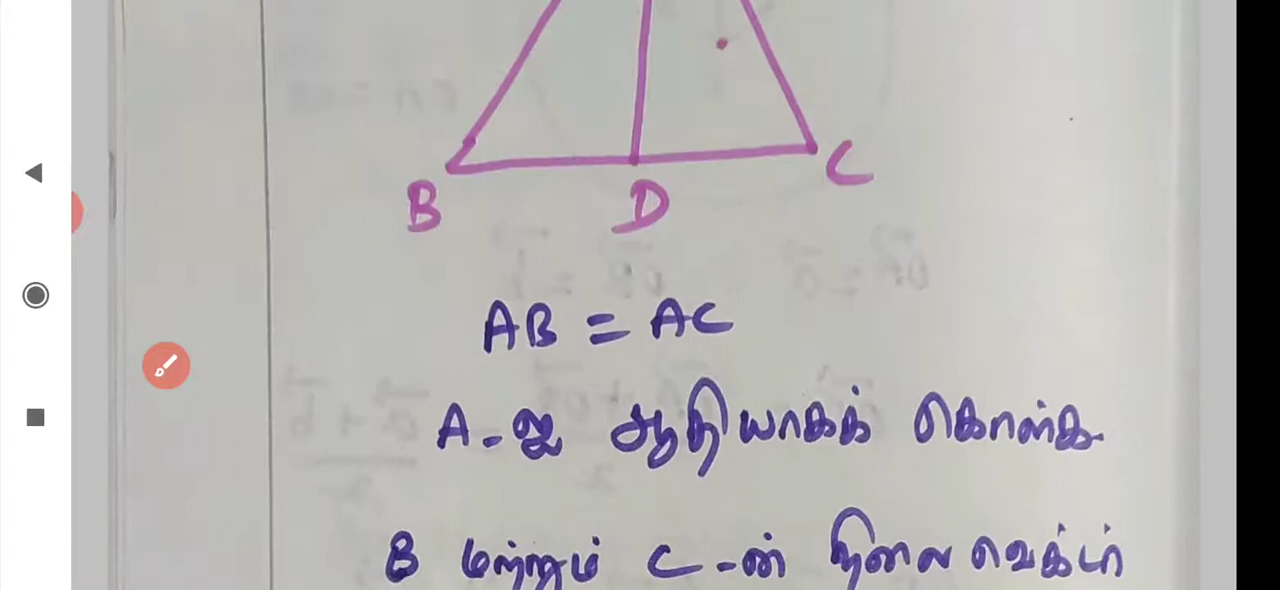 B D C
AB = AC
A-ஐ ஆதியாகக் கொள்க
B மற்றும் C-ன் நிலை வெக்டர்